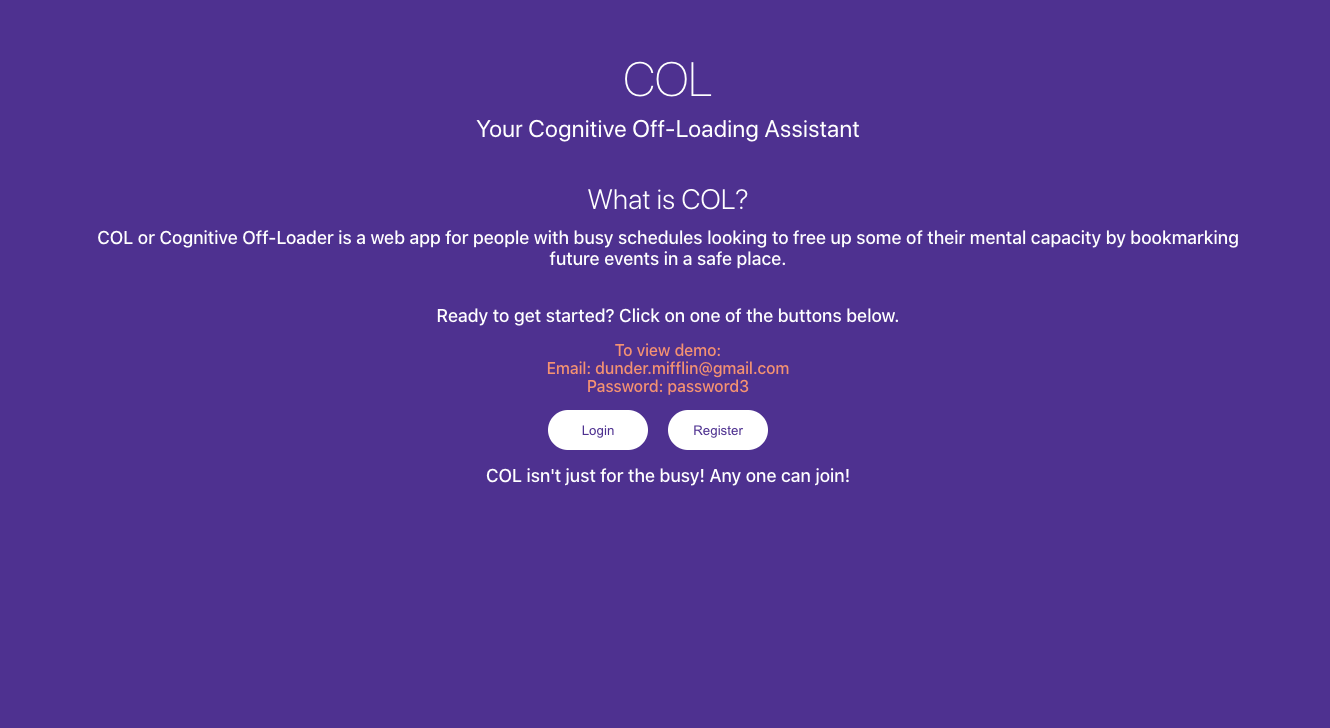 COL
Your Cognitive Off-Loading Assistant
What is COL?
COL or Cognitive Off-Loader is a web app for people with busy schedules looking to free up some of their mental capacity by bookmarking
future events in a safe place.
Ready to get started? Click on one of the buttons below.
To view demo:
Email: dunder.mifflin@gmail.com
Password: password3
Login Register
COL isn't just for the busy! Any one can join!